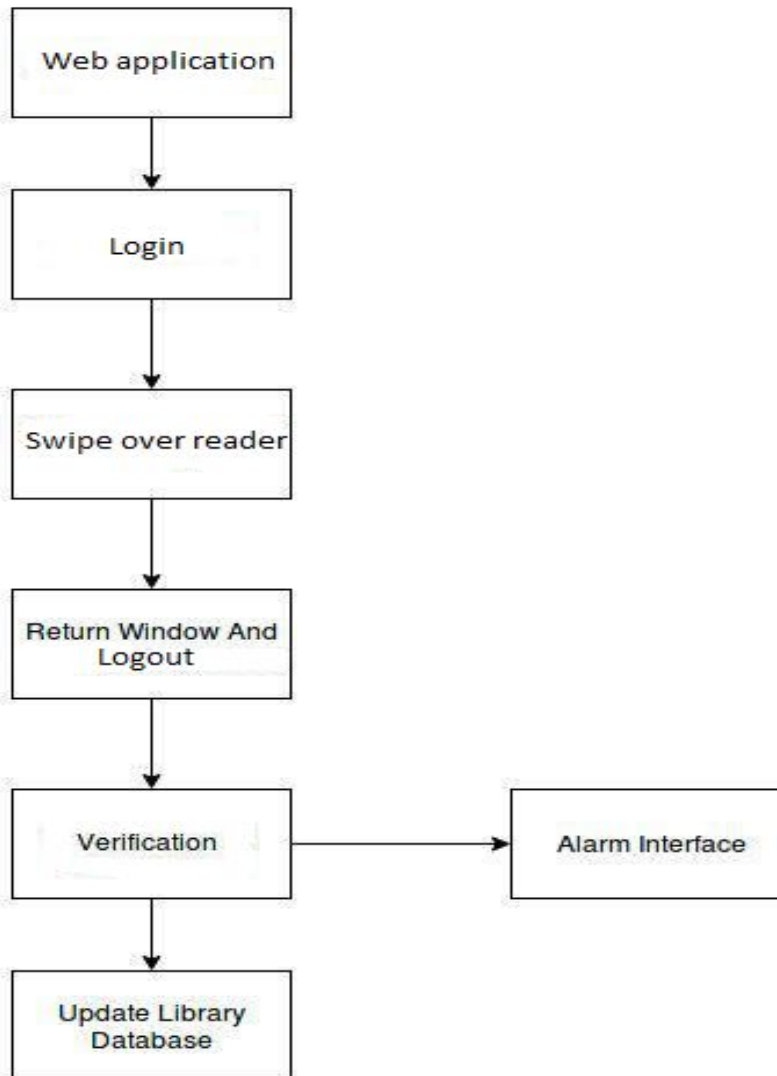 Web application
Login
Swipe over reader
Return Window And
Logout
Verification
Alarm Interface
Update Library
Database